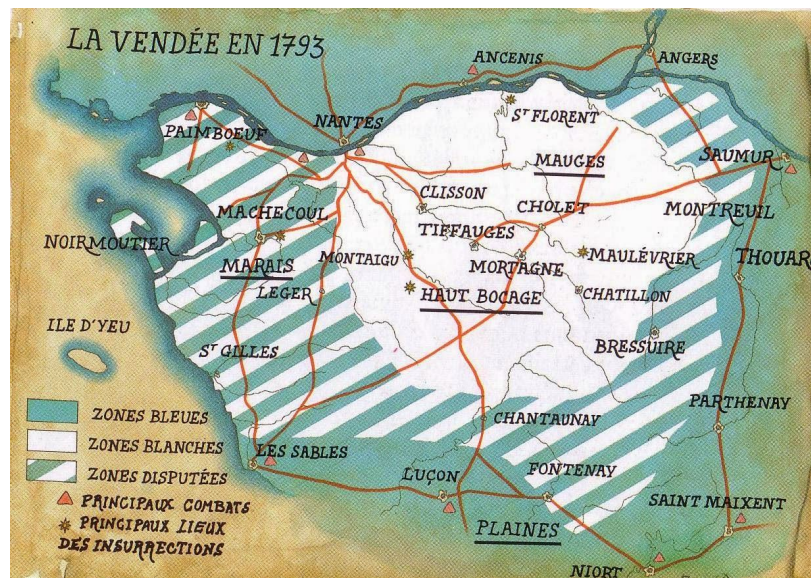 LA VENDÉE EN 1793
ANCENIS
ANGERS
ST FLORENT
PAIMBOEUF
NANTES
MAUGES
SAUMUR
CLISSON
CHOLET
MONTREUIL
MACHECOUL
TIFFAUGES
NOIRMOUTIER
MONTAIGU
MORTAGNE
MAULÉVRIER
THOUAR
MARAIS
LEGER
HAUT BOCAGE
CHATILLON
ILE D'YEU
ST GILLES
BRESSUIRE
PARTHENAY
ZONES BLEUES
ZONES BLANCHES
ZONES DISPUTÉES
CHANTAUNAY
LES SABLES
LUÇON
FONTENAY
SAINT MAIXENT
PRINCIPAUX COMBATS
PRINCIPAUX LIEUX
DES INSURRECTIONS
PLAINES
NIORT